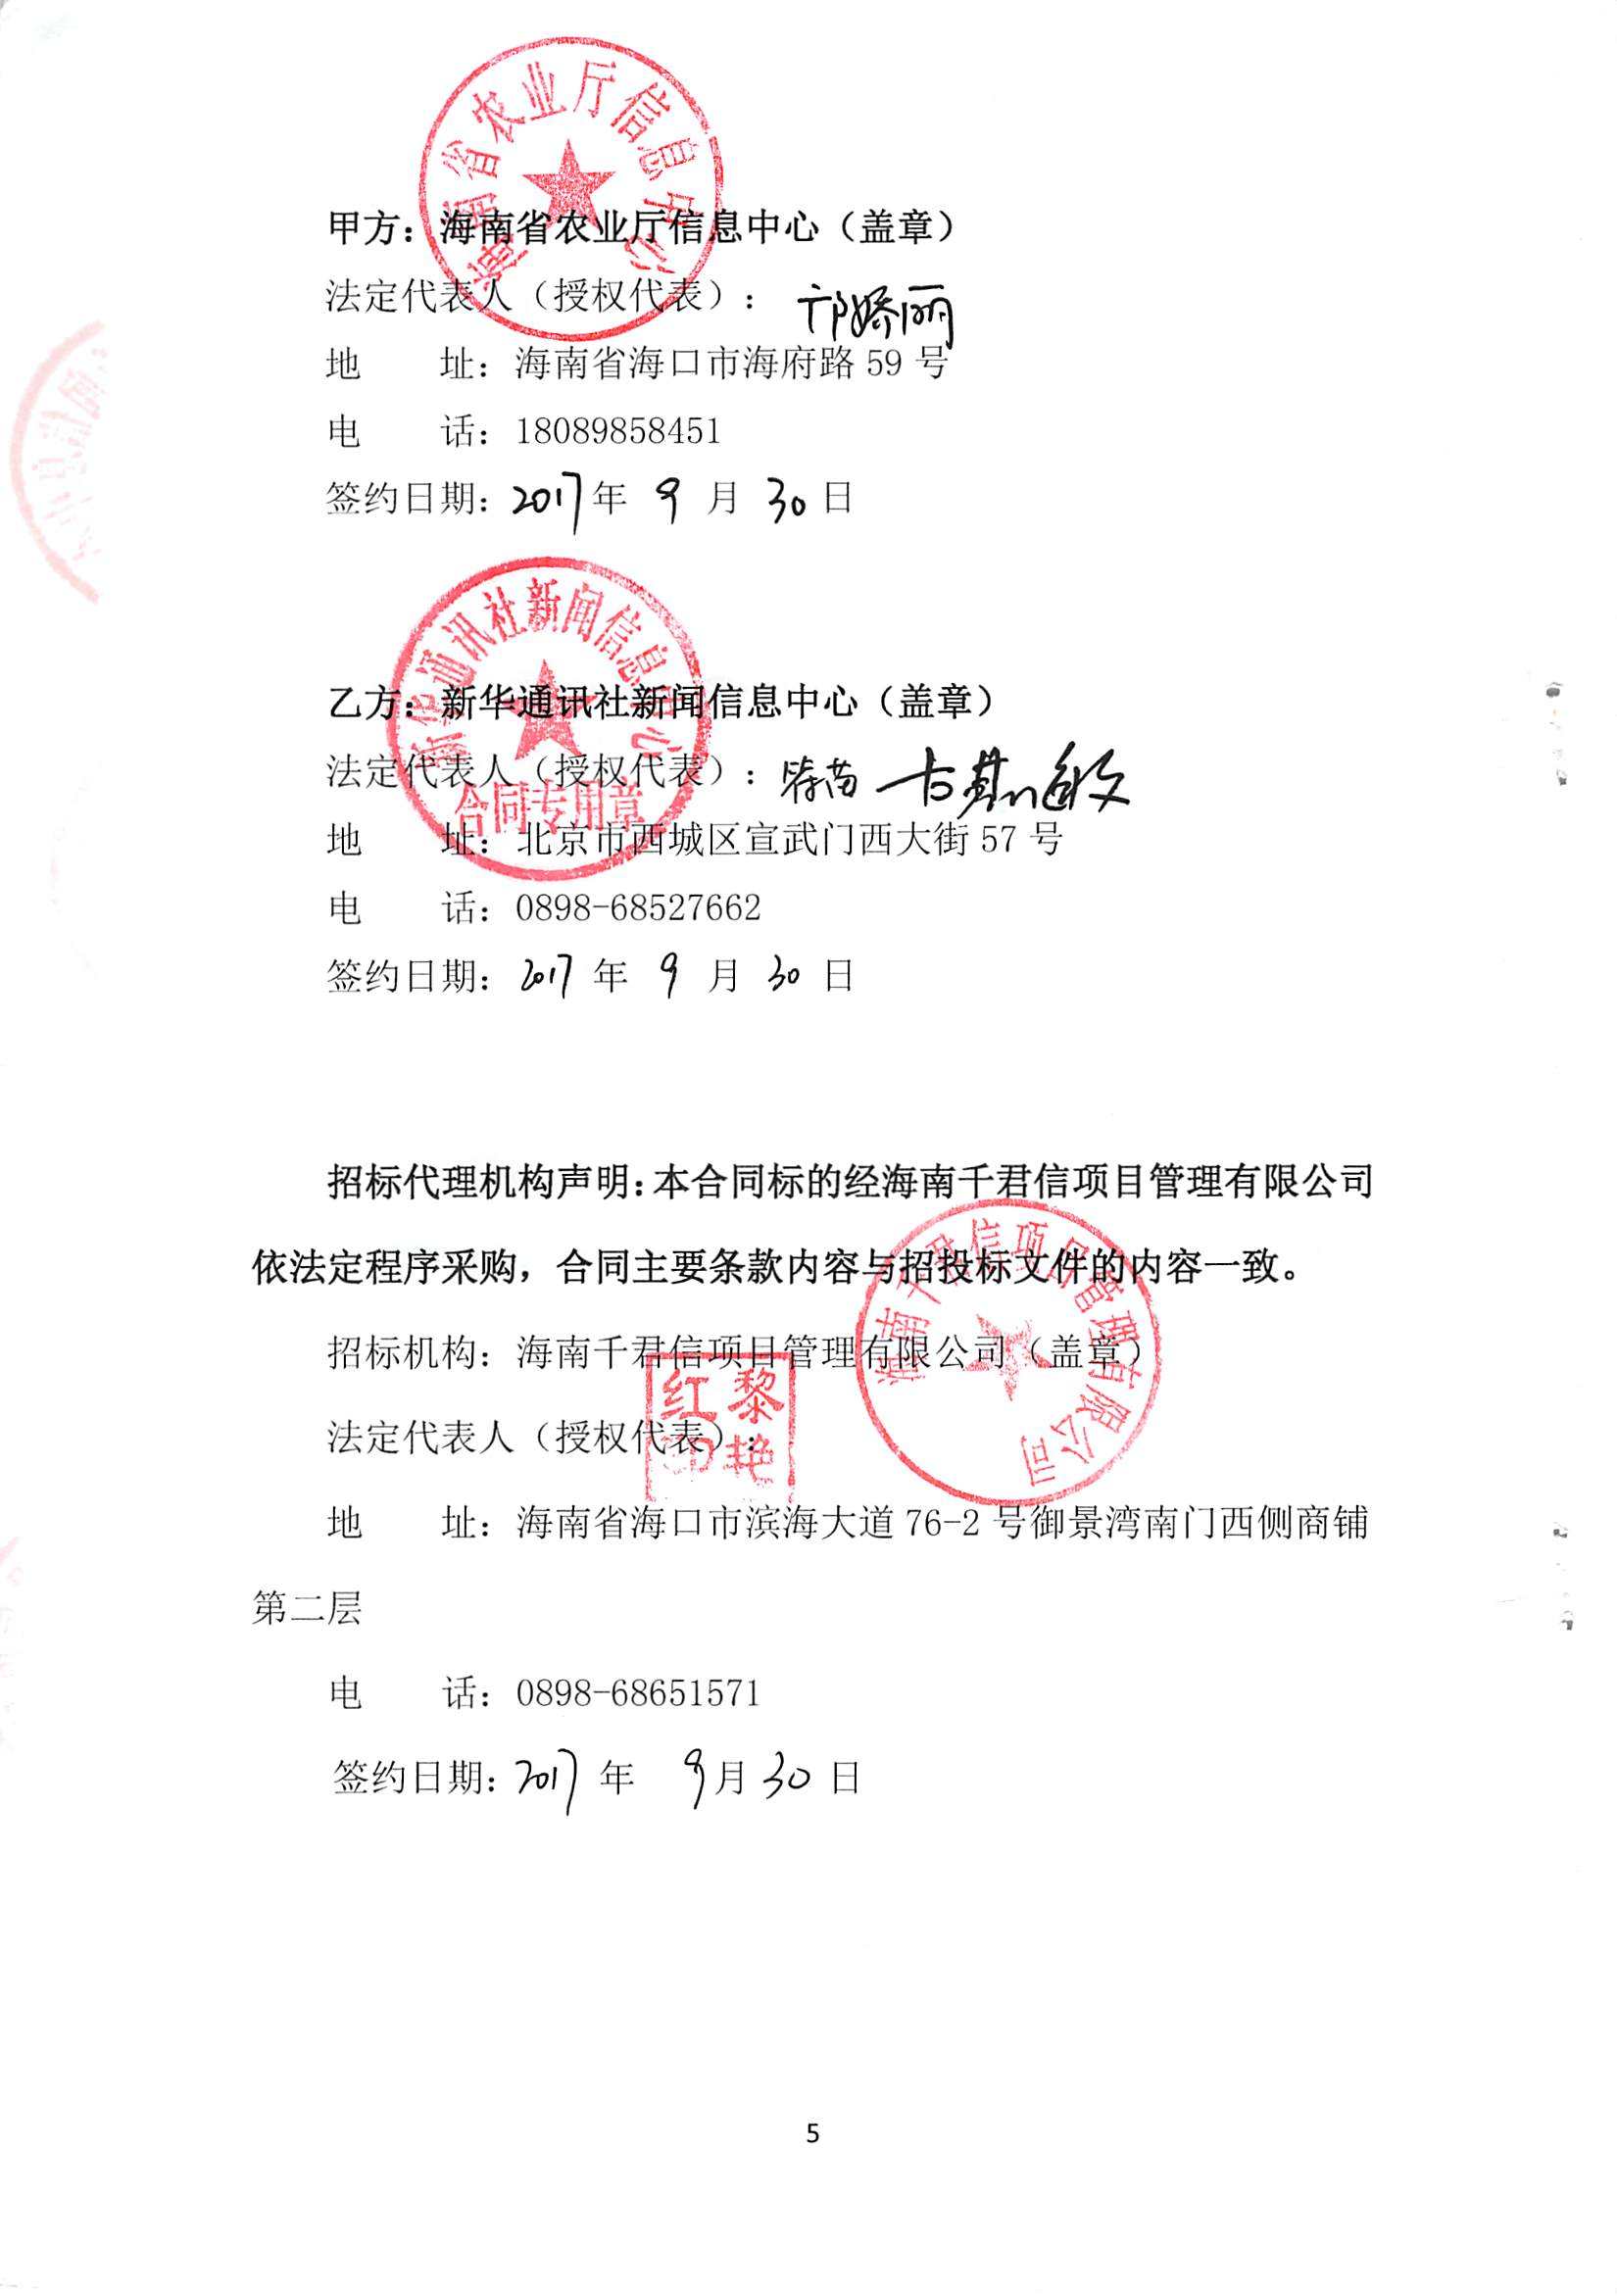 海南省农业厅信息中心
甲方：海南省农业厅信息中心（盖章）
法定代表人（授权代表）：邝娇丽
地　　址：海南省海口市海府路 59 号
电　　话：18089858451
签约日期：2017年 9 月 30 日
新华通讯社新闻信息中心
合同专用章
乙方：新华通讯社新闻信息中心（盖章）
法定代表人（授权代表）：
地　　址：北京市西城区宣武门西大街 57 号
电　　话：0898-68527662
签约日期：2017 年 9 月 30 日
招标代理机构声明：本合同标的经海南千君信项目管理有限公司
依法定程序采购，合同主要条款内容与招投标文件的内容一致。
海南千君信项目管理有限公司
招标机构：海南千君信项目管理有限公司（盖章）
法定代表人（授权代表）：
黎艳红印
地　　址：海南省海口市滨海大道 76-2 号御景湾南门西侧商铺
第二层
电　　话：0898-68651571
签约日期：2017 年 9月 30 日
5